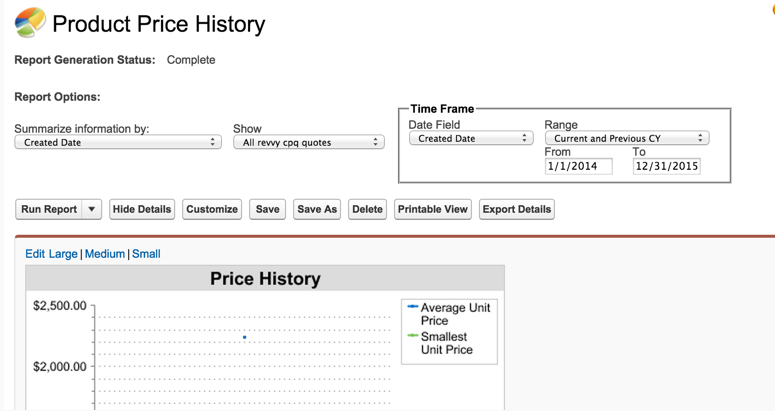 Product Price History
Report Generation Status: Complete
Report Options:
Summarize information by:
Created Date
Show
All revvy cpq quotes
Time Frame
Date Field
Created Date
Range
Current and Previous CY
From
1/1/2014
To
12/31/2015
Run Report
Hide Details
Customize
Save
Save As
Delete
Printable View
Export Details
Edit Large | Medium | Small
Price History
$2,500.00
$2,000.00
Average Unit
Price
Smallest
Unit Price